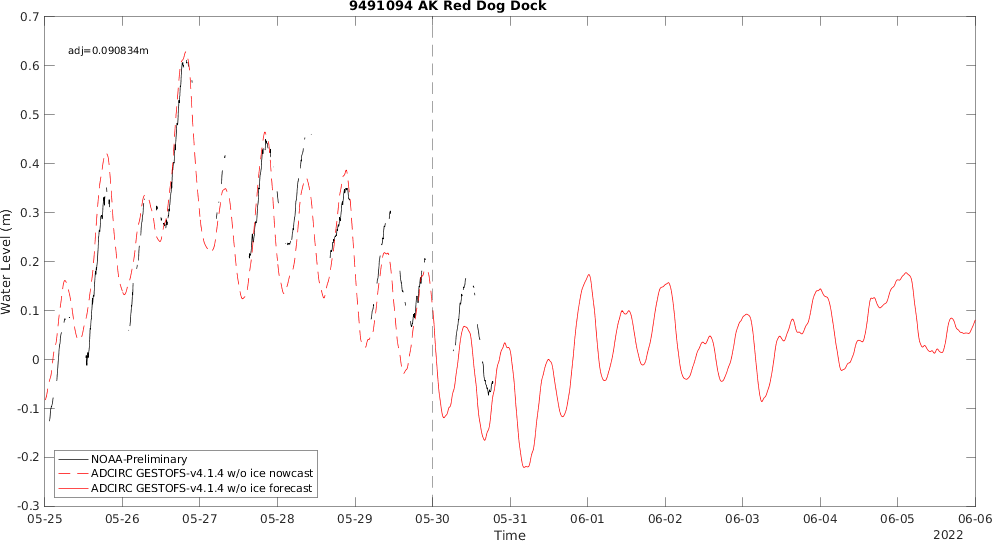 9491094 AK Red Dog Dock
0.7
adj=0.090834m
0.6
0.5
0.4
0.3
0.2
0.1
0
-0.1
-0.2
-0.3
Water Level (m)
NOAA-Preliminary
ADCIRC GESTOFS-v4.1.4 w/o ice nowcast
ADCIRC GESTOFS-v4.1.4 w/o ice forecast
05-25 05-26 05-27 05-28 05-29 05-30 05-31 06-01 06-02 06-03 06-04 06-05 06-06
Time
2022